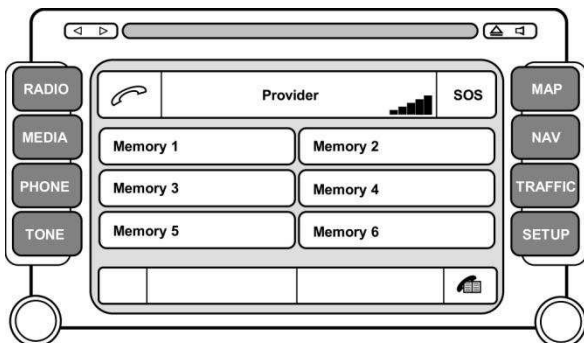 RADIO
MEDIA
PHONE
TONE
Provider
SOS
Memory 1
Memory 2
Memory 3
Memory 4
Memory 5
Memory 6
MAP
NAV
TRAFFIC
SETUP